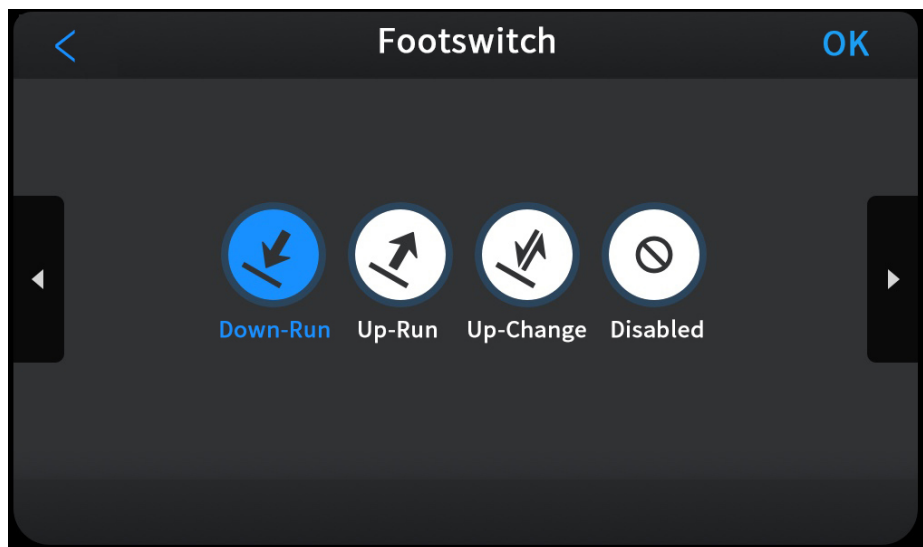 Footswitch
OK
Down-Run
Up-Run
Up-Change
Disabled